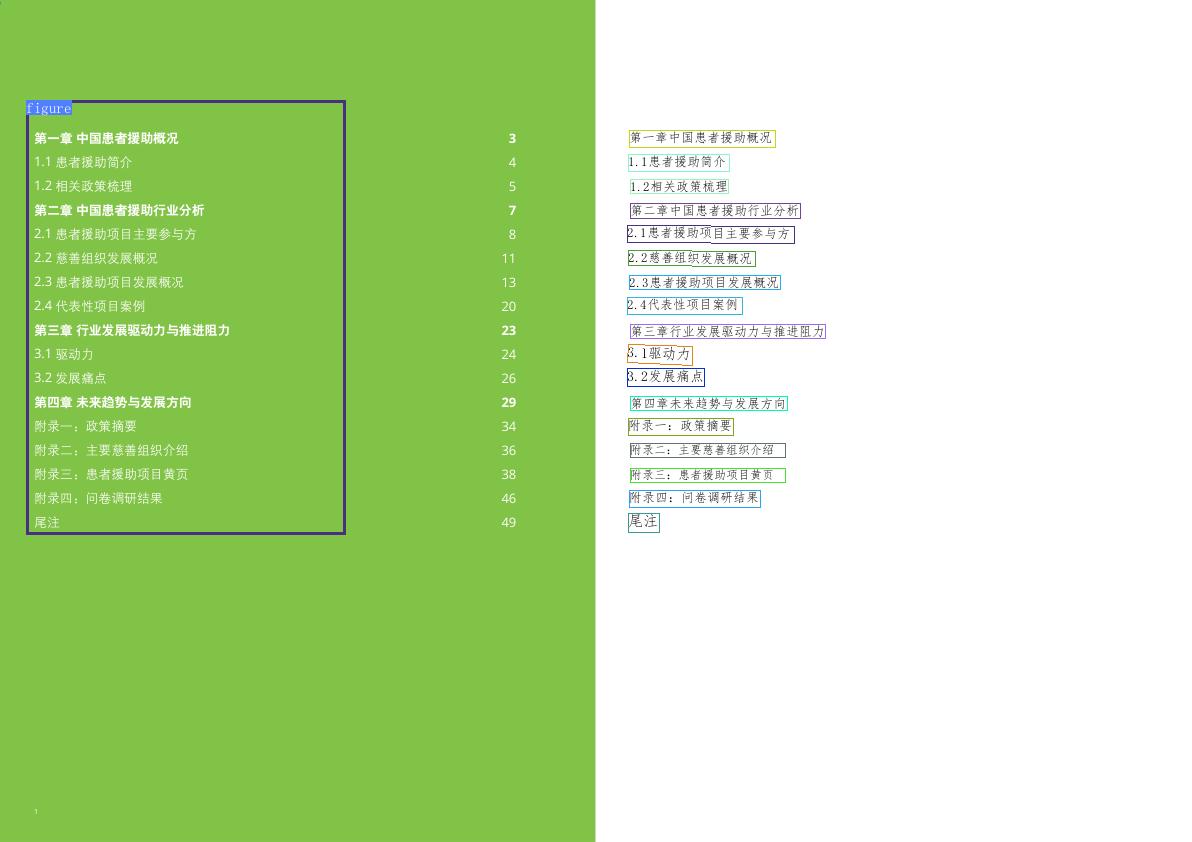 figure
第一章 中国患者援助概况 3
1.1 患者援助简介 4
1.2 相关政策梳理 5
第二章 中国患者援助行业分析 7
2.1 患者援助项目主要参与方 8
2.2 慈善组织发展概况 11
2.3 患者援助项目发展概况 13
2.4 代表性项目案例 20
第三章 行业发展驱动力与推进阻力 23
3.1 驱动力 24
3.2 发展痛点 26
第四章 未来趋势与发展方向 29
附录一：政策摘要 34
附录二：主要慈善组织介绍 36
附录三：患者援助项目黄页 38
附录四：问卷调研结果 46
尾注 49
1
第一章中国患者援助概况
1.1患者援助简介
1.2相关政策梳理
第二章中国患者援助行业分析
2.1患者援助项目主要参与方
2.2慈善组织发展概况
2.3患者援助项目发展概况
2.4代表性项目案例
第三章行业发展驱动力与推进阻力
3.1驱动力
3.2发展痛点
第四章未来趋势与发展方向
附录一：政策摘要
附录二：主要慈善组织介绍
附录三：患者援助项目黄页
附录四：问卷调研结果
尾注